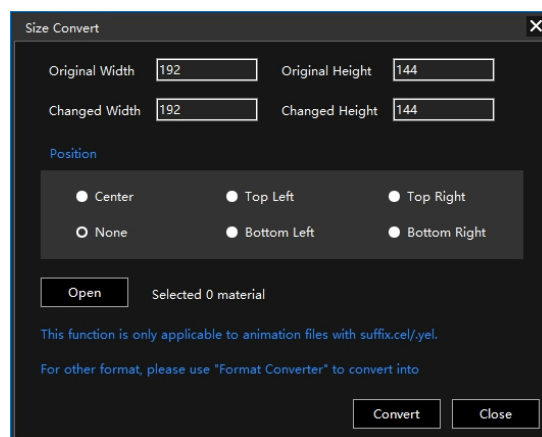 Size Convert
Original Width 192 Original Height 144
Changed Width 192 Changed Height 144
Position
Center Top Left Top Right
None Bottom Left Bottom Right
Open Selected 0 material
This function is only applicable to animation files with suffix.cel/.yel.
For other format, please use "Format Converter" to convert into
Convert Close